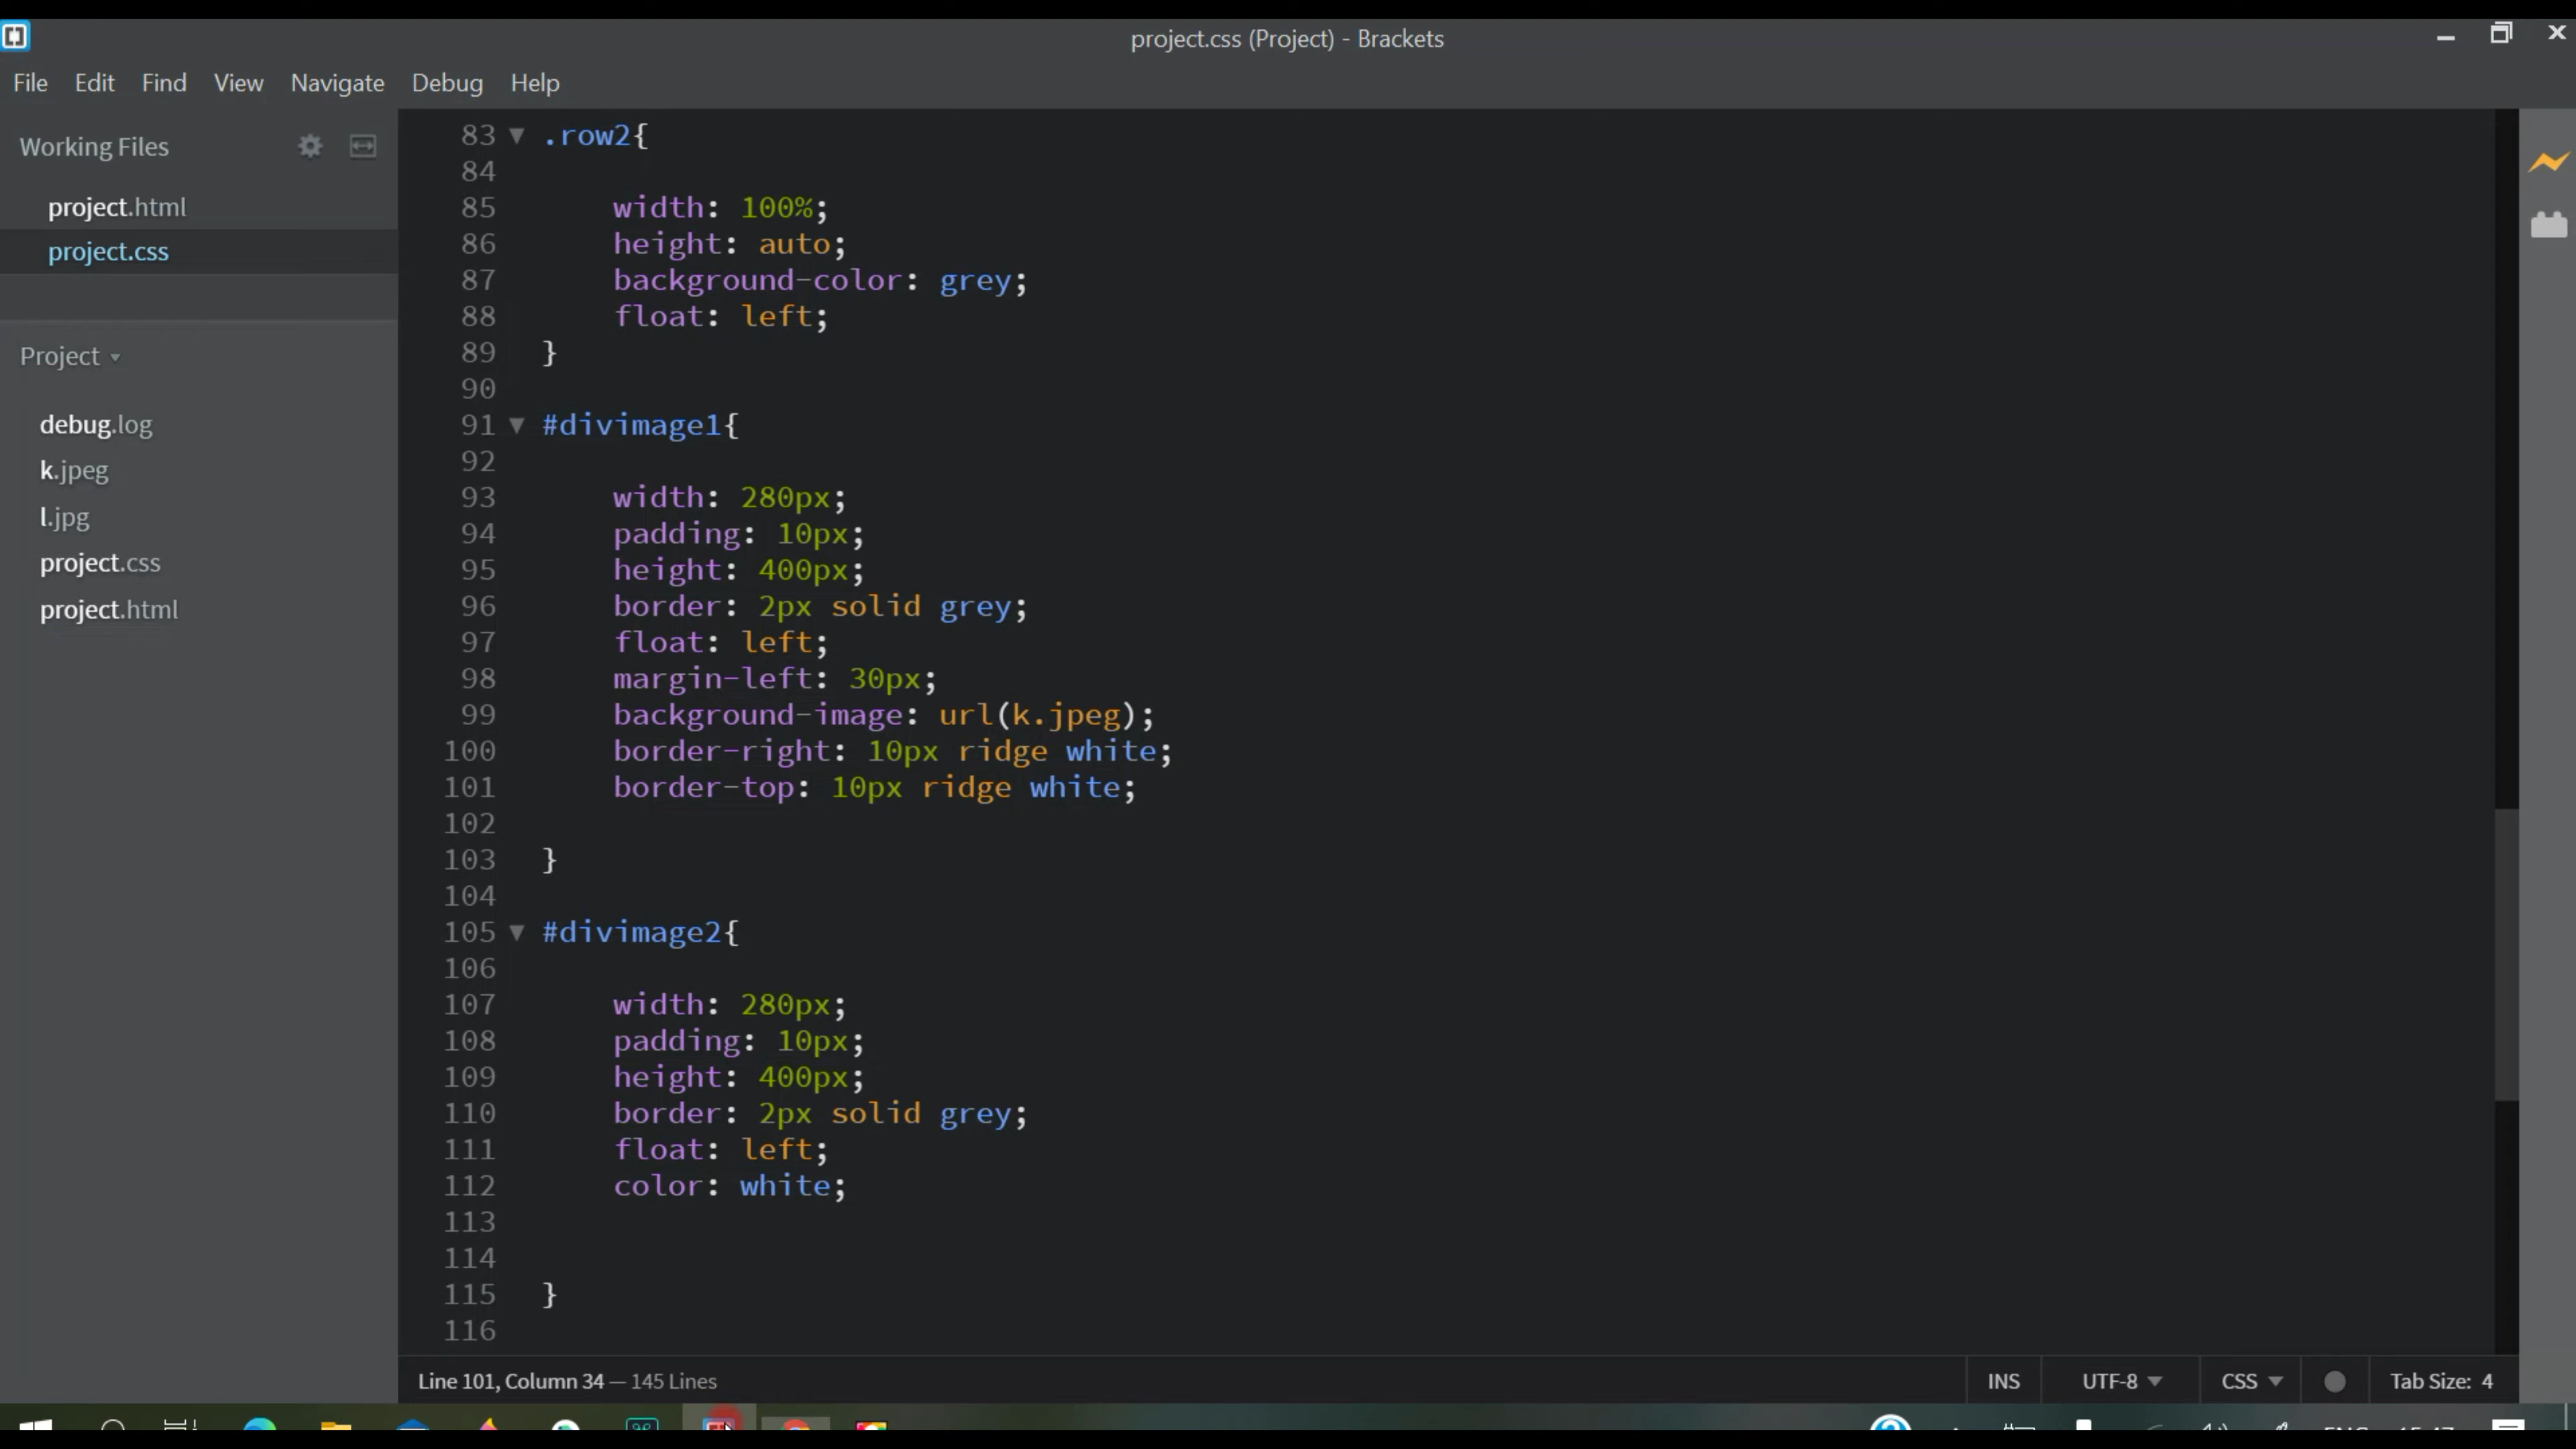 project.css (Project) - Brackets
File Edit Find View Navigate Debug Help
Working Files
project.html
project.css
Project
debug.log
k.jpeg
l.jpg
project.css
project.html
83 .row2{
84
85 width: 100%;
86 height: auto;
87 background-color: grey;
88 float: left;
89 }
90
91 #divimage1{
92
93 width: 280px;
94 padding: 10px;
95 height: 400px;
96 border: 2px solid grey;
97 float: left;
98 margin-left: 30px;
99 background-image: url(k.jpeg);
100 border-right: 10px ridge white;
101 border-top: 10px ridge white;
102
103 }
104
105 #divimage2{
106
107 width: 280px;
108 padding: 10px;
109 height: 400px;
110 border: 2px solid grey;
111 float: left;
112 color: white;
113
114
115 }
116
Line 101, Column 34 — 145 Lines
INS UTF-8 CSS Tab Size: 4